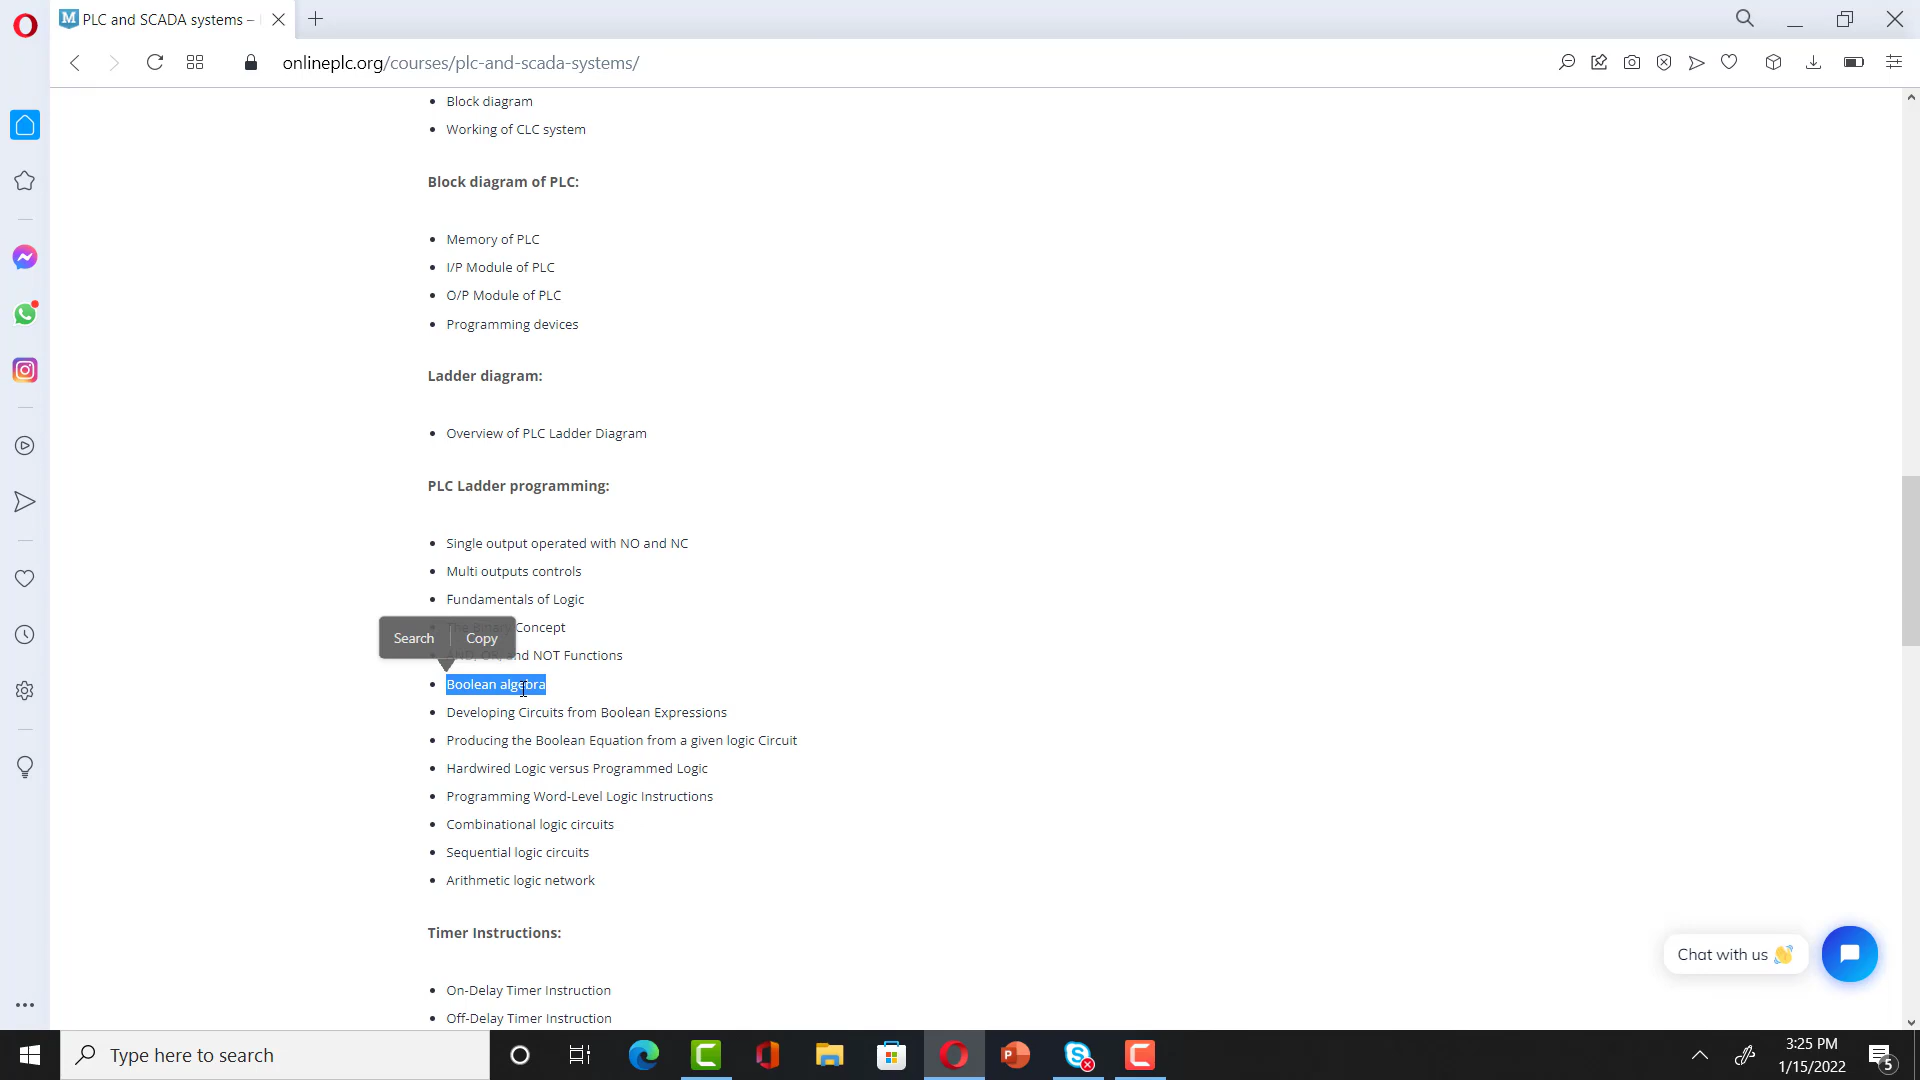 PLC and SCADA systems –
onlineplc.org/courses/plc-and-scada-systems/
Block diagram
Working of CLC system
Block diagram of PLC:
Memory of PLC
I/P Module of PLC
O/P Module of PLC
Programming devices
Ladder diagram:
Overview of PLC Ladder Diagram
PLC Ladder programming:
Single output operated with NO and NC
Multi outputs controls
Fundamentals of Logic
The Binary Concept
Search Copy
AND, OR, and NOT Functions
Boolean algebra
Developing Circuits from Boolean Expressions
Producing the Boolean Equation from a given logic Circuit
Hardwired Logic versus Programmed Logic
Programming Word-Level Logic Instructions
Combinational logic circuits
Sequential logic circuits
Arithmetic logic network
Timer Instructions:
On-Delay Timer Instruction
Off-Delay Timer Instruction
Chat with us 👋
Type here to search
3:25 PM
1/15/2022
5